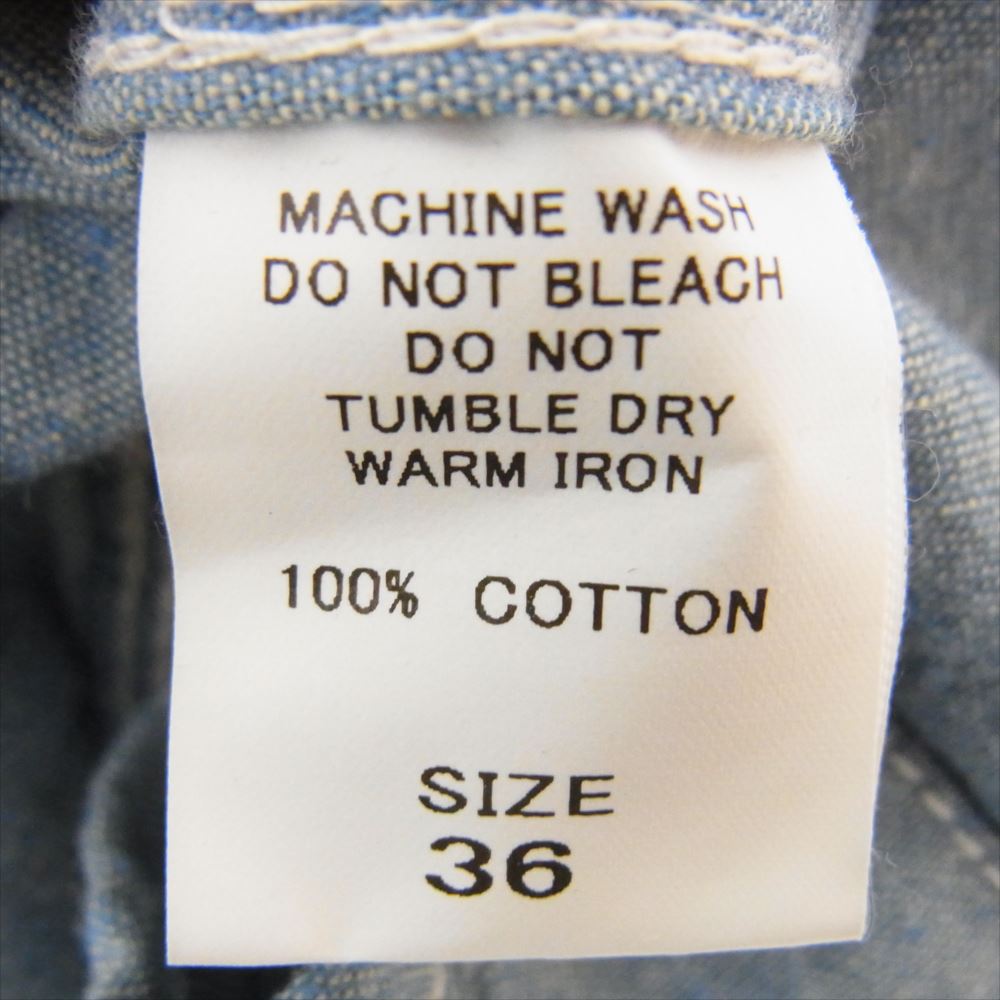 MACHINE WASH
DO NOT BLEACH
DO NOT
TUMBLE DRY
WARM IRON
100% COTTON
SIZE
36